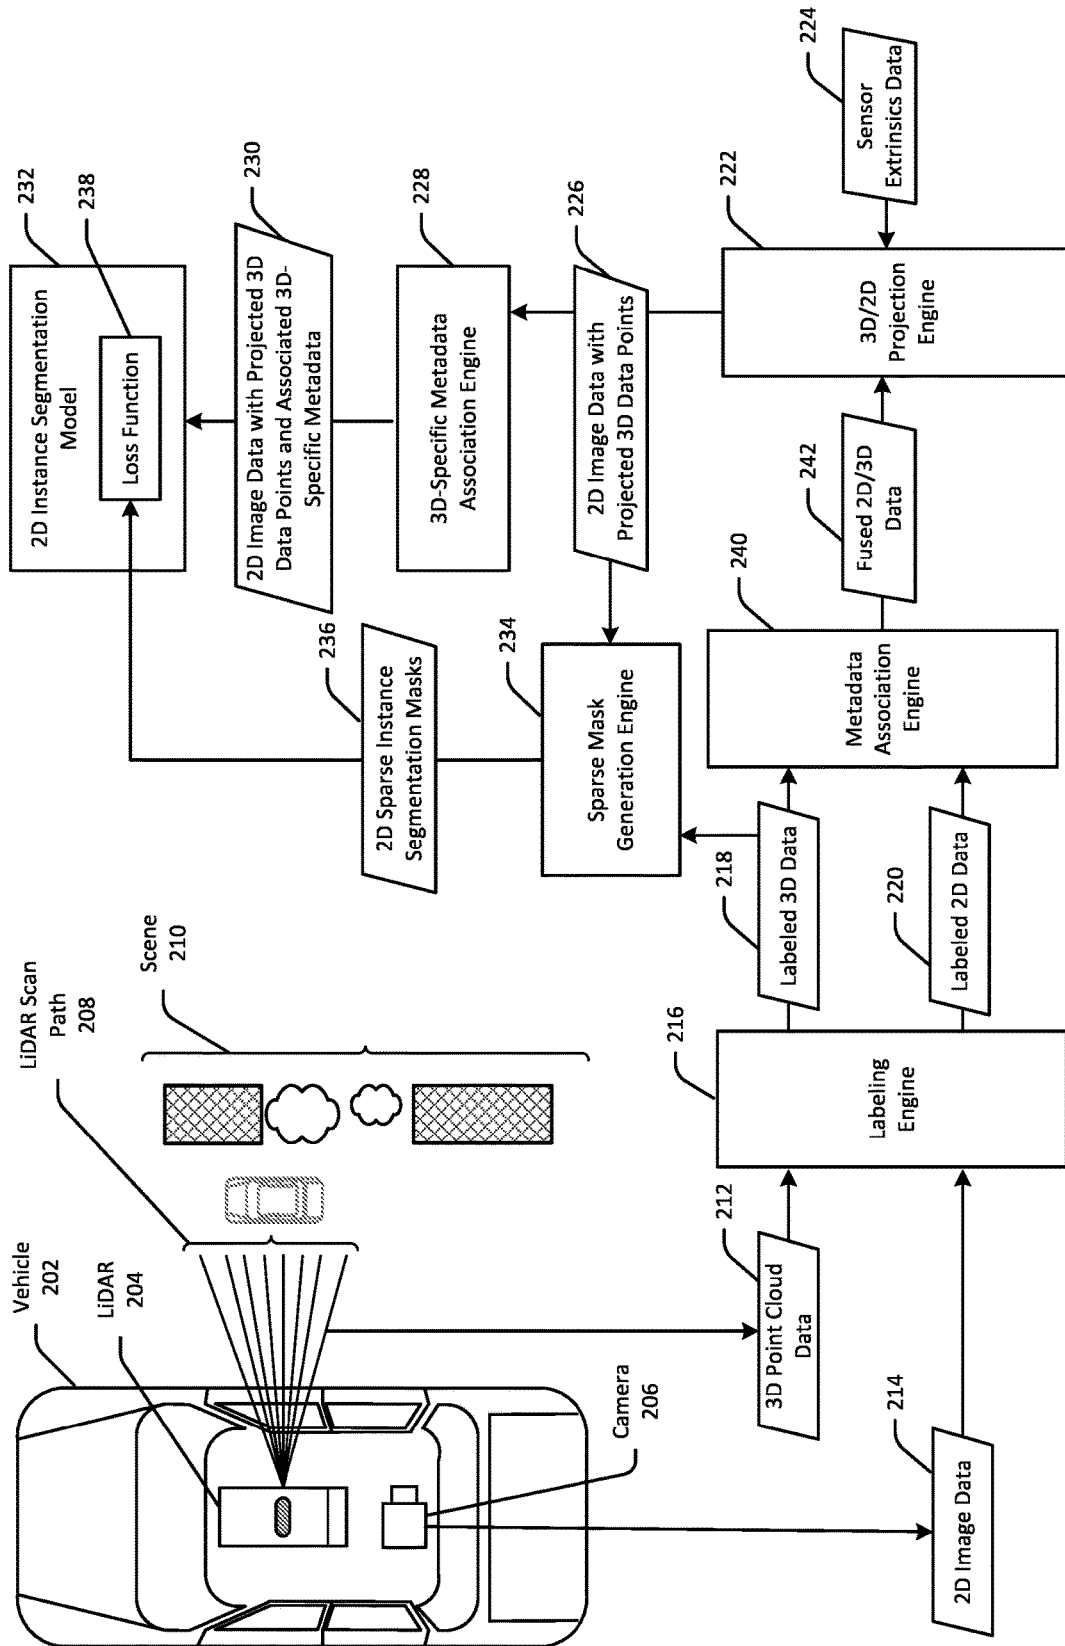 Vehicle
202
LiDAR
204
LiDAR Scan
Path
208
Scene
210
Camera
206
3D Point Cloud
Data
212
2D Image Data
214
Labeling
Engine
216
Labeled 3D Data
218
Labeled 2D Data
220
Metadata
Association
Engine
240
Fused 2D/3D
Data
242
3D/2D
Projection
Engine
222
Sensor
Extrinsics Data
224
2D Image Data with
Projected 3D Data Points
226
Sparse Mask
Generation Engine
234
2D Sparse Instance
Segmentation Masks
236
3D-Specific Metadata
Association Engine
228
2D Image Data with Projected 3D
Data Points and Associated 3D-
Specific Metadata
230
2D Instance Segmentation
Model
232
Loss Function
238